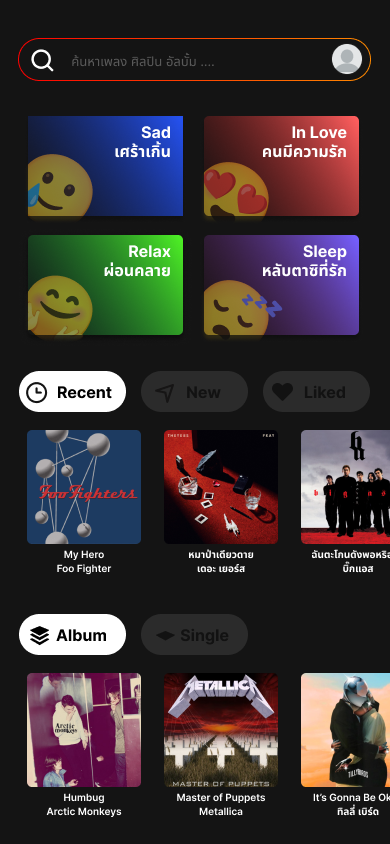 ค้นหาเพลง ศิลปิน อัลบั้ม ....
Sad
เศร้าเกิ้น
In Love
คนมีความรัก
Relax
ผ่อนคลาย
Sleep
หลับตาซิที่รัก
Recent
New
Liked
THEYERS
FEAT
Foo Fighters
My Hero
Foo Fighter
หมาป่าเดียวดาย
เดอะ เยอร์ส
ฉันตะโกนดังพอหรือ
บิ๊กแอส
Album
Single
Arctic
monkeys
METALLICA
MASTER OF PUPPETS
TILLYBIRDS
Humbug
Arctic Monkeys
Master of Puppets
Metallica
It's Gonna Be Ok
ทิลลี่ เบิร์ด